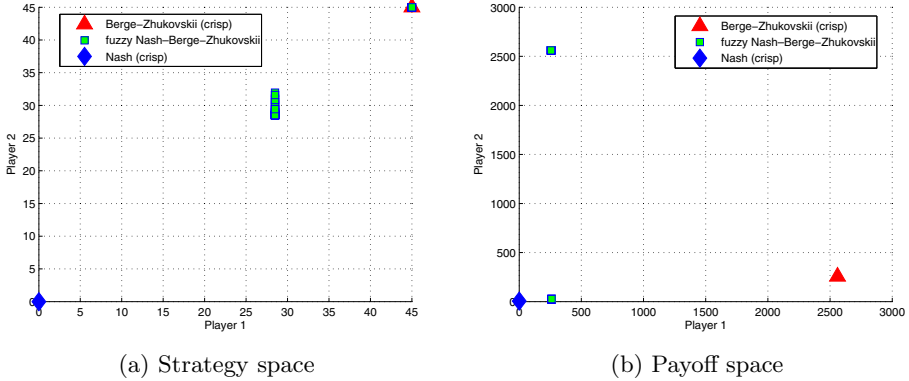 45
40
35
30
25
20
15
10
5
0
Player 2
Berge–Zhukovskii (crisp)
fuzzy Nash–Berge–Zhukovskii
Nash (crisp)
0 5 10 15 20 25 30 35 40 45
Player 1
(a) Strategy space
3000
2500
2000
1500
1000
500
0
Player 2
Berge–Zhukovskii (crisp)
fuzzy Nash–Berge–Zhukovskii
Nash (crisp)
0 500 1000 1500 2000 2500 3000
Player 1
(b) Payoff space